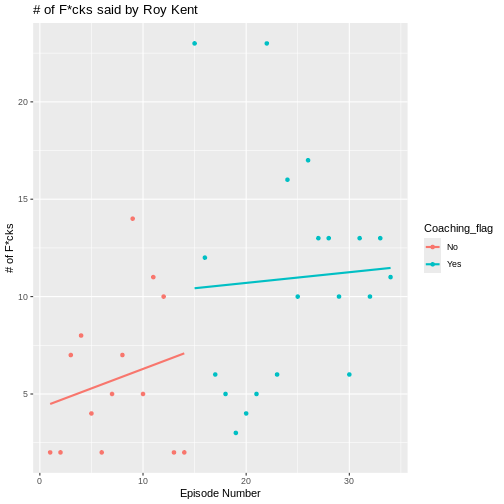 # of F*cks said by Roy Kent
# of F*cks
20
15
10
5
0
10
20
30
Episode Number
Coaching_flag
No
Yes